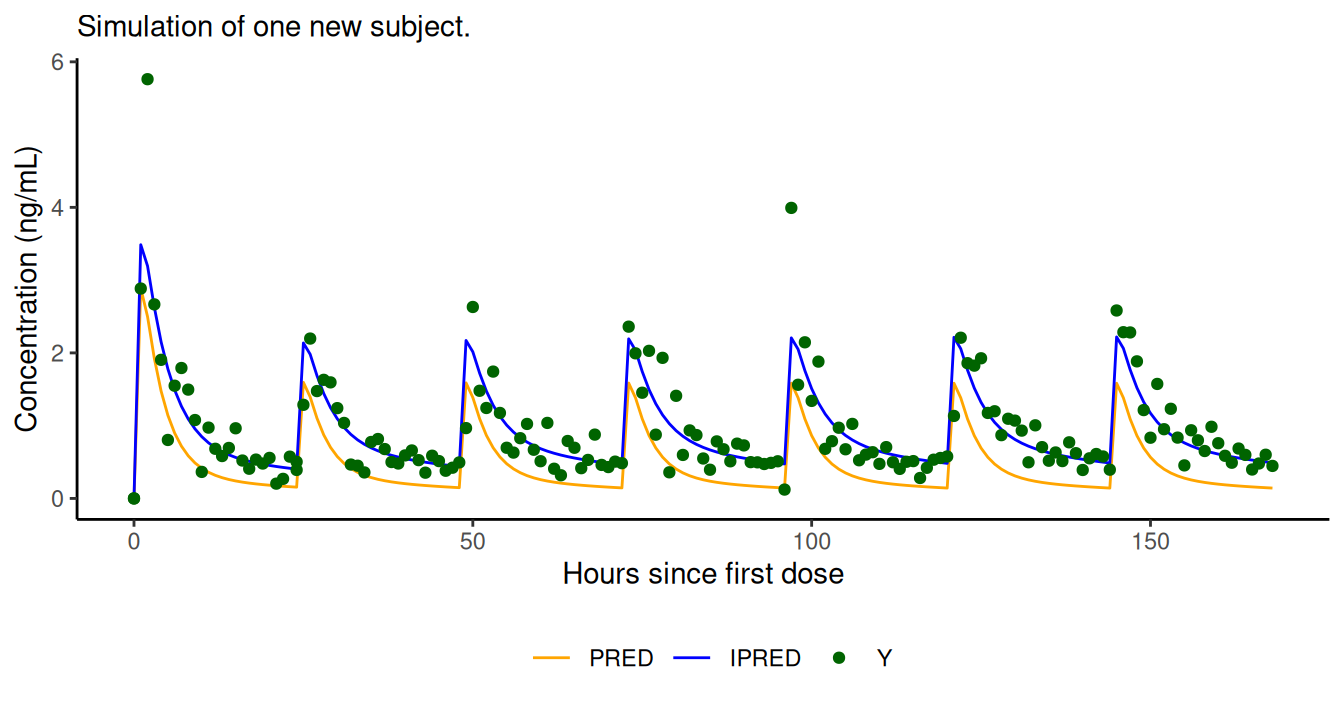 Simulation of one new subject.
Concentration (ng/mL)
6
4
2
0
0 50 100 150
Hours since first dose
PRED IPRED Y